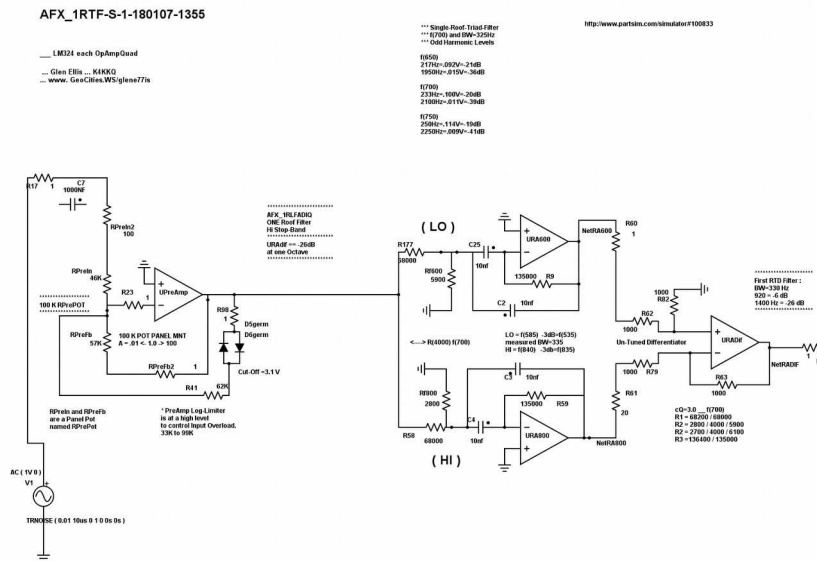 AFX_1RTF-S-1-180107-1355
___ LM324 each OpAmpQuad
... Glen Ellis ... K4KKQ
... www. GeoCities.WS/glene77is
*** Single-Roof-Triad-Filter
*** f(700) and BW=325Hz
*** Odd Harmonic Levels
f(650)
217Hz=.092V=-21dB
1950Hz=.015V=-36dB
f(700)
233Hz=.100V=-20dB
2100Hz=.011V=-39dB
f(750)
250Hz=.114V=-19dB
2250Hz=.009V=-41dB
http://www.partsim.com/simulator#100833
R17
1
C7
1000NF
RPreIn2
100
RPreIn
46K
R23
1
UPreAmp
100 K RPrePOT
RPreFb
57K
100 K POT PANEL MNT
A = .01 <- 1.0 -> 100
RPreFb2
1
R41
62K
R98
1
D5germ
D6germ
Cut-Off =3.1 V
RPreIn and RPreFb
are a Panel Pot
named RPrePot
* PreAmp Log-Limiter
is at a high level
to control Input Overload.
33K to 99K
AC ( 1V 0 )
V1
TRNOISE ( 0.01 10us 0 1 0 0s 0s )
AFX_1RLFADIQ
ONE Roof Filter
Hi Stop-Band
URAdif == -26dB
at one Octave
( LO )
R177
68000
Rf600
5900
C25
10nf
URA600
135000
R9
C2
10nf
NetRA600
R60
1
<----> R(4000) f(700)
LO = f(585) -3dB=f(535)
measured BW=335
HI = f(840) -3db=f(835)
Rf800
2800
C3
10nf
R58
68000
C4
10nf
135000
R59
URA800
NetRA800
( HI )
R61
20
1000
R82
R62
1000
Un-Tuned Differentiator
1000
R79
URADif
R63
1000
NetRADIF
1
First RTD Filter :
BW=330 Hz
920 = -6 dB
1400 Hz = -26 dB
cQ=3.0 __f(700)
R1 = 68200 / 68000
R2 = 2800 / 4000 / 5900
R2 = 2700 / 4000 / 6100
R3 =136400 / 135000